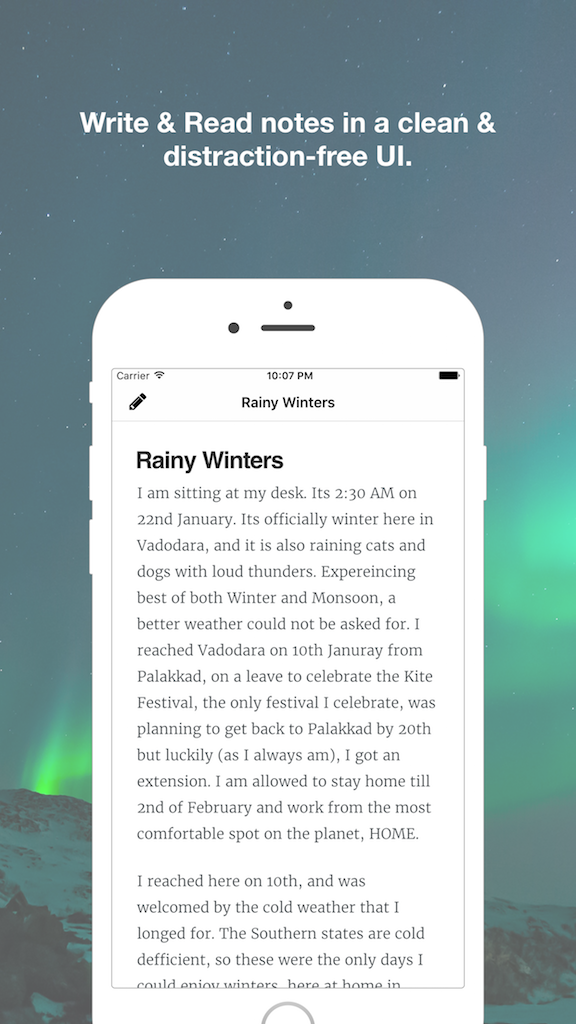 Write & Read notes in a clean &
distraction-free UI.
Carrier 10:07 PM
Rainy Winters
Rainy Winters
I am sitting at my desk. Its 2:30 AM on
22nd January. Its officially winter here in
Vadodara, and it is also raining cats and
dogs with loud thunders. Expereincing
best of both Winter and Monsoon, a
better weather could not be asked for. I
reached Vadodara on 10th Januray from
Palakkad, on a leave to celebrate the Kite
Festival, the only festival I celebrate, was
planning to get back to Palakkad by 20th
but luckily (as I always am), I got an
extension. I am allowed to stay home till
2nd of February and work from the most
comfortable spot on the planet, HOME.
I reached here on 10th, and was
welcomed by the cold weather that I
longed for. The Southern states are cold
defficient, so these were the only days I
could enjoy winters, here at home in